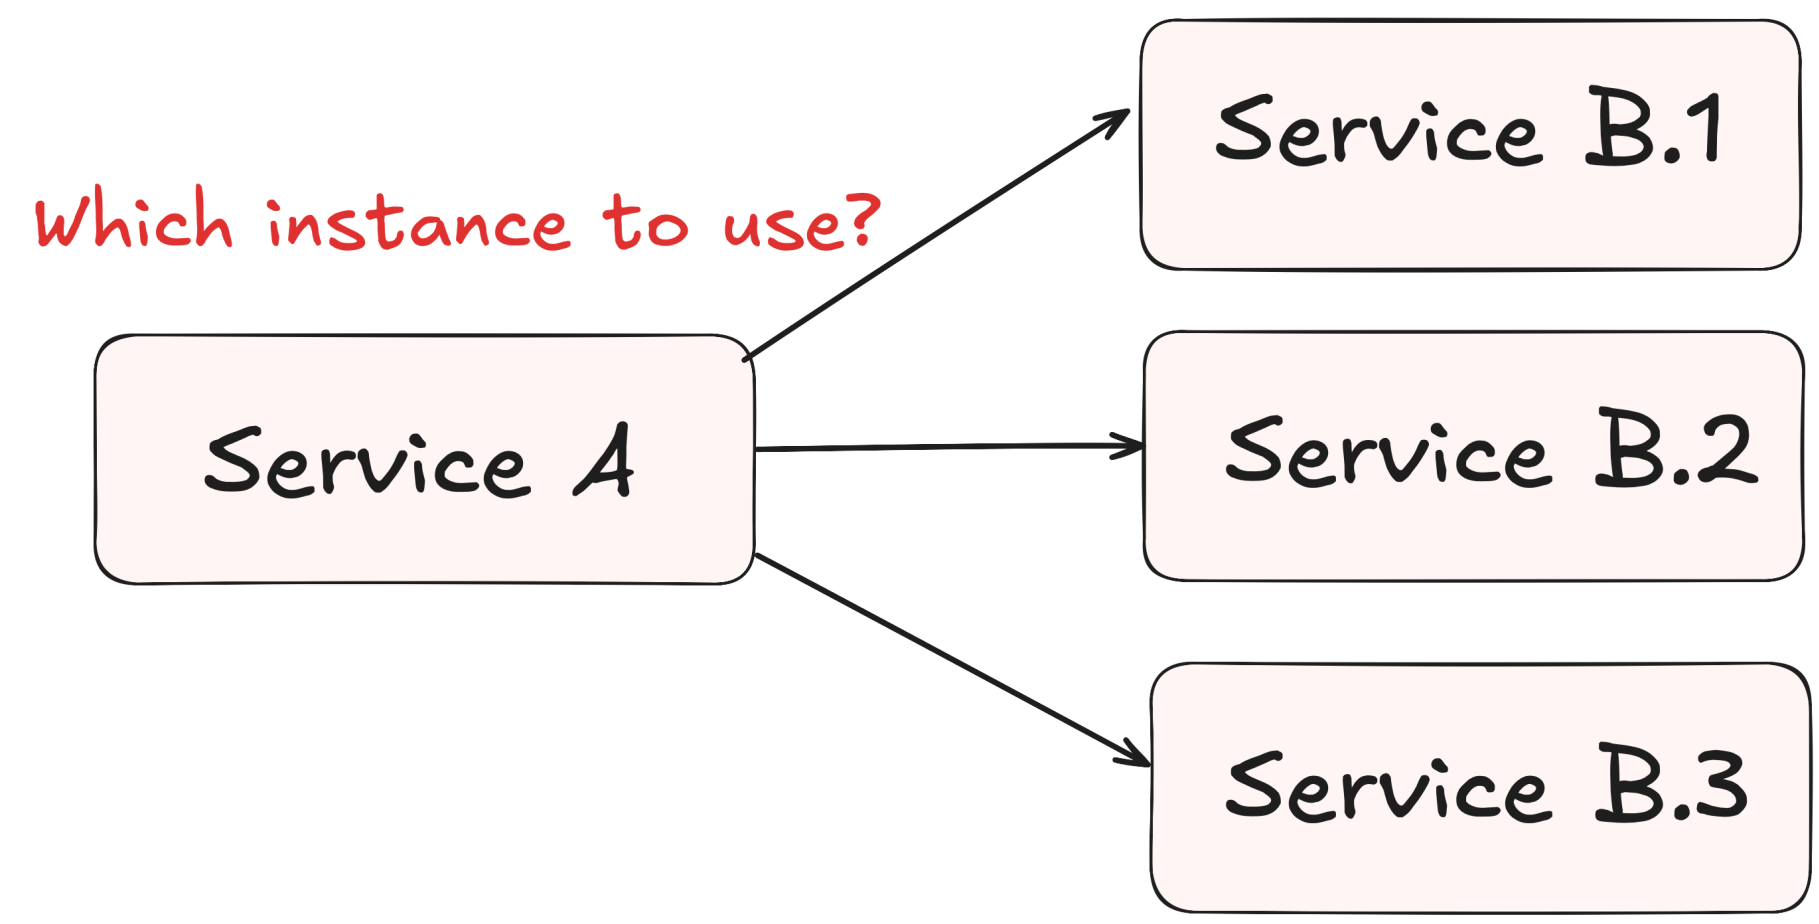 Which instance to use?
Service A
Service B.1
Service B.2
Service B.3